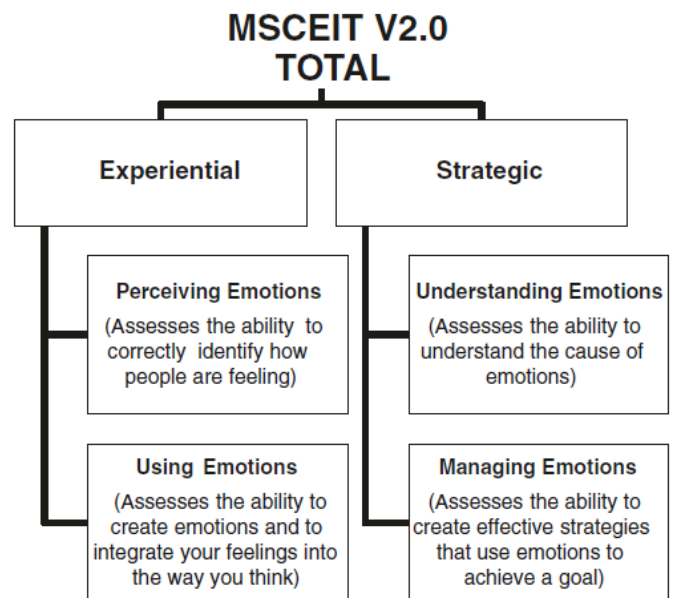 MSCEIT V2.0
TOTAL
Experiential
Strategic
Perceiving Emotions
(Assesses the ability to
correctly identify how
people are feeling)
Understanding Emotions
(Assesses the ability to
understand the cause of
emotions)
Using Emotions
(Assesses the ability to
create emotions and to
integrate your feelings into
the way you think)
Managing Emotions
(Assesses the ability to
create effective strategies
that use emotions to
achieve a goal)